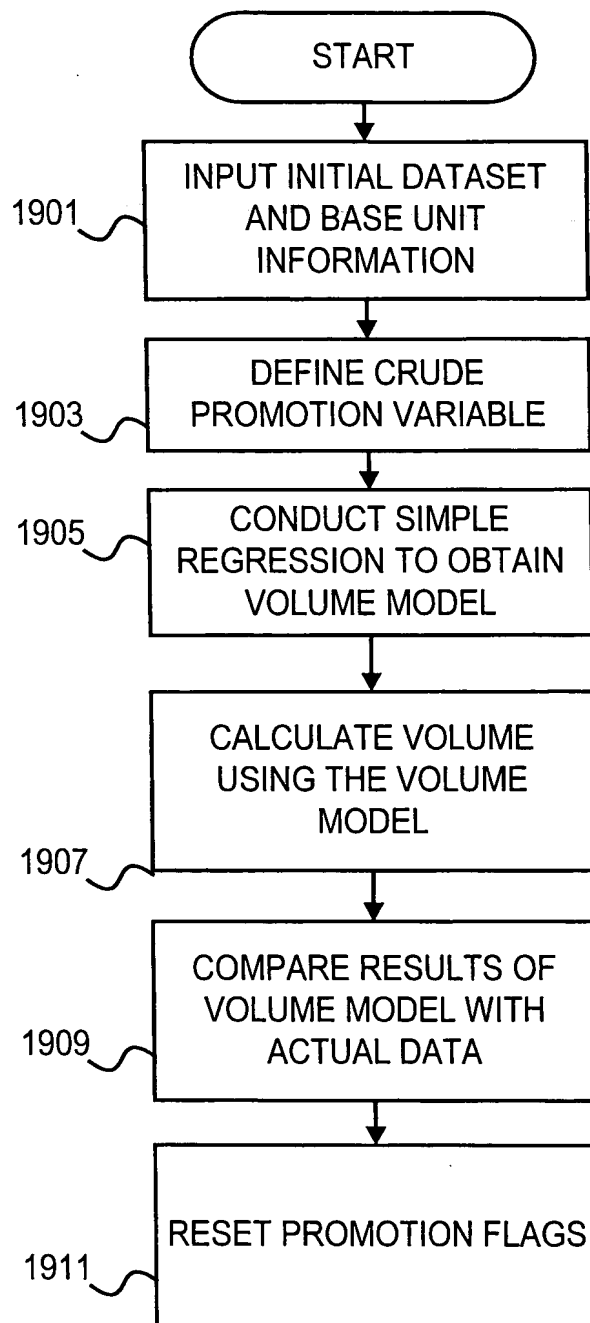 START
1901
INPUT INITIAL DATASET
AND BASE UNIT
INFORMATION
1903
DEFINE CRUDE
PROMOTION VARIABLE
1905
CONDUCT SIMPLE
REGRESSION TO OBTAIN
VOLUME MODEL
1907
CALCULATE VOLUME
USING THE VOLUME
MODEL
1909
COMPARE RESULTS OF
VOLUME MODEL WITH
ACTUAL DATA
1911
RESET PROMOTION FLAGS